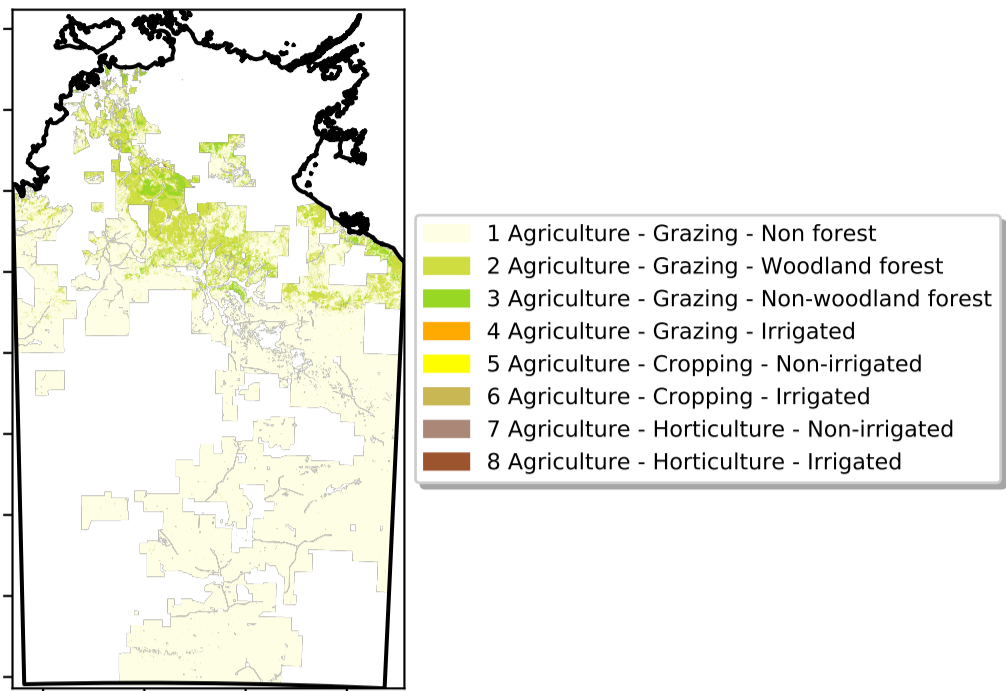 1 Agriculture - Grazing - Non forest
2 Agriculture - Grazing - Woodland forest
3 Agriculture - Grazing - Non-woodland forest
4 Agriculture - Grazing - Irrigated
5 Agriculture - Cropping - Non-irrigated
6 Agriculture - Cropping - Irrigated
7 Agriculture - Horticulture - Non-irrigated
8 Agriculture - Horticulture - Irrigated